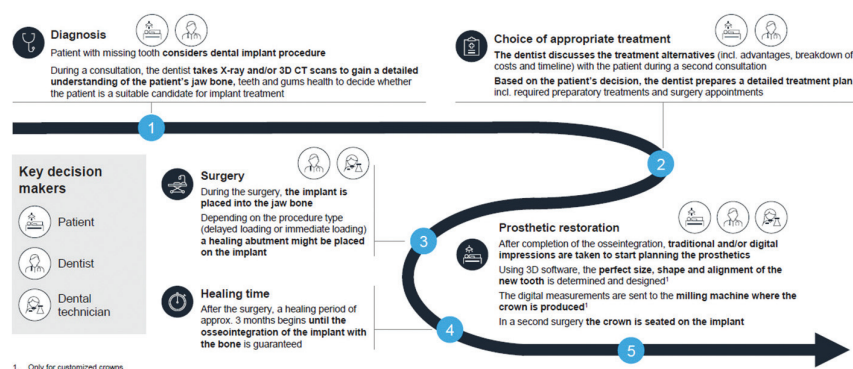 Diagnosis
Patient with missing tooth considers dental implant procedure
During a consultation, the dentist takes X-ray and/or 3D CT scans to gain a detailed
understanding of the patient's jaw bone, teeth and gums health to decide whether
the patient is a suitable candidate for implant treatment
Choice of appropriate treatment
The dentist discusses the treatment alternatives (incl. advantages, breakdown of
costs and timeline) with the patient during a second consultation
Based on the patient's decision, the dentist prepares a detailed treatment plan
incl. required preparatory treatments and surgery appointments
1
2
Key decision
makers
Patient
Dentist
Dental
technician
Surgery
During the surgery, the implant is
placed into the jaw bone
Depending on the procedure type
(delayed loading or immediate loading)
a healing abutment might be placed
on the implant
3
Healing time
After the surgery, a healing period of
approx. 3 months begins until the
osseointegration of the implant with
the bone is guaranteed
4
Prosthetic restoration
After completion of the osseintegration, traditional and/or digital
impressions are taken to start planning the prosthetics
Using 3D software, the perfect size, shape and alignment of the
new tooth is determined and designed¹
The digital measurements are sent to the milling machine where the
crown is produced¹
In a second surgery the crown is seated on the implant
5
1 Only for customized crowns